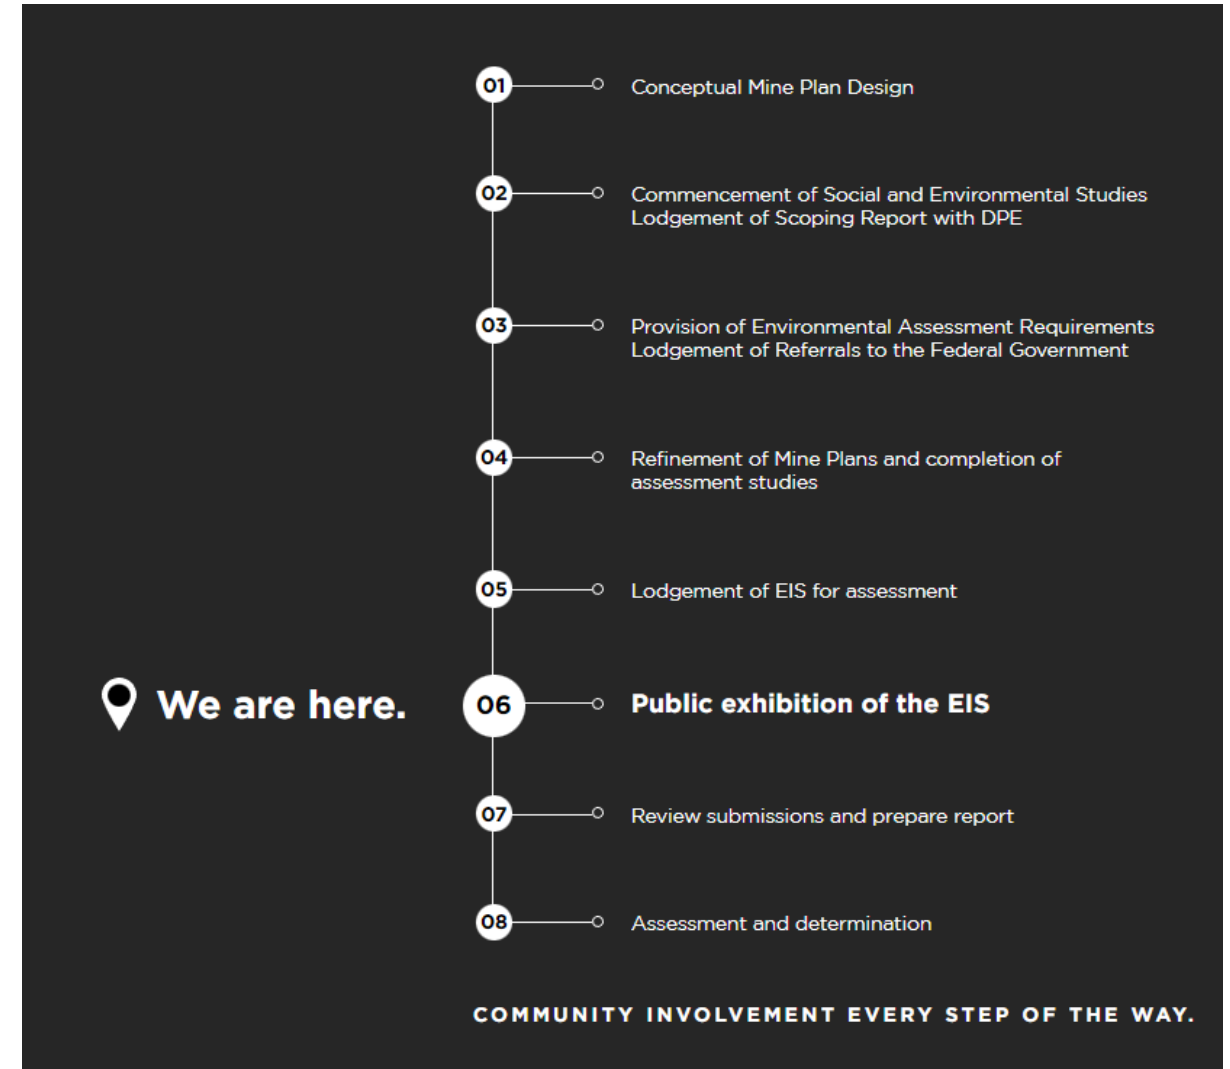 01 Conceptual Mine Plan Design
02 Commencement of Social and Environmental Studies
Lodgement of Scoping Report with DPE
03 Provision of Environmental Assessment Requirements
Lodgement of Referrals to the Federal Government
04 Refinement of Mine Plans and completion of
assessment studies
05 Lodgement of EIS for assessment
We are here. 06 Public exhibition of the EIS
07 Review submissions and prepare report
08 Assessment and determination
COMMUNITY INVOLVEMENT EVERY STEP OF THE WAY.